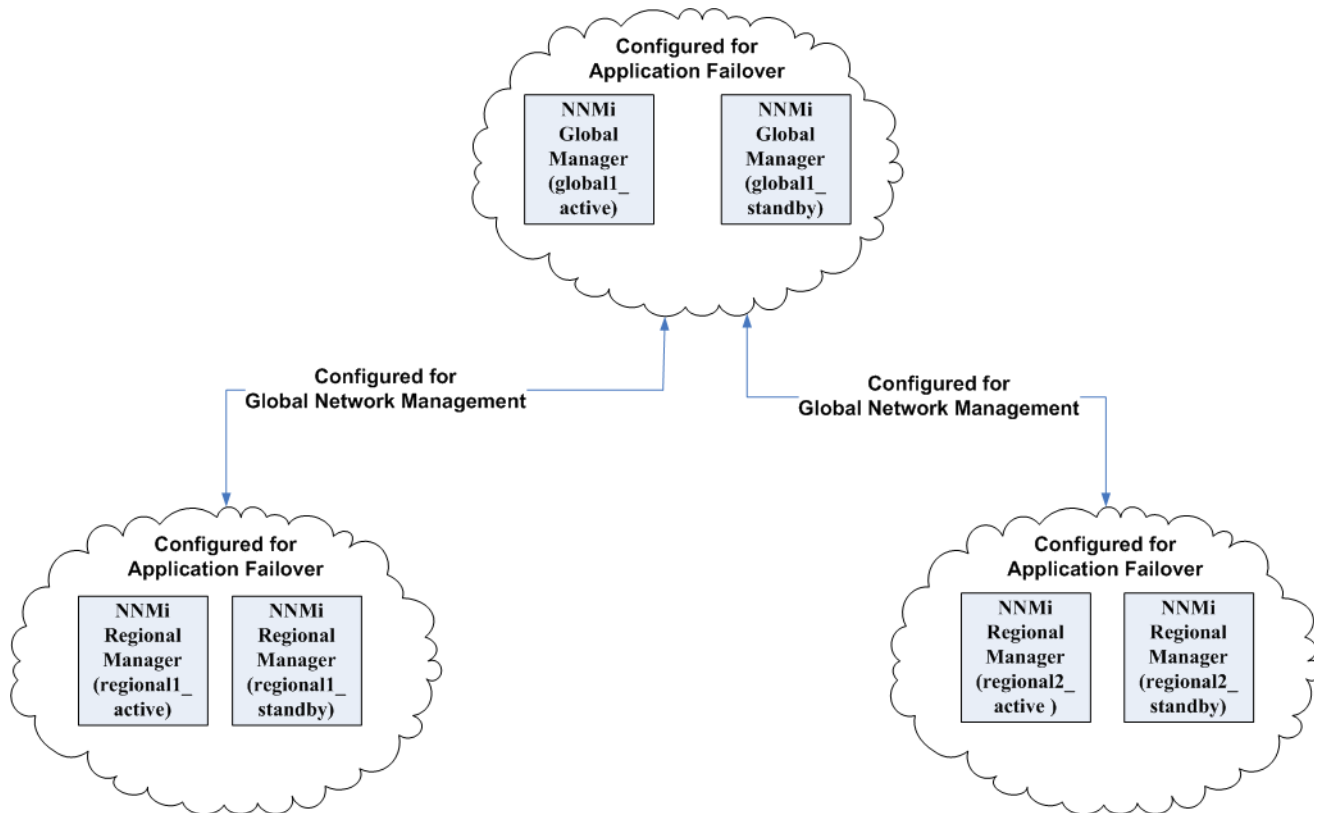 Configured for
Application Failover
NNMi
Global
Manager
(global1_
active)
NNMi
Global
Manager
(global1_
standby)
Configured for
Global Network Management
Configured for
Global Network Management
Configured for
Application Failover
NNMi
Regional
Manager
(regional1_
active)
NNMi
Regional
Manager
(regional1_
standby)
Configured for
Application Failover
NNMi
Regional
Manager
(regional2_
active )
NNMi
Regional
Manager
(regional2_
standby)